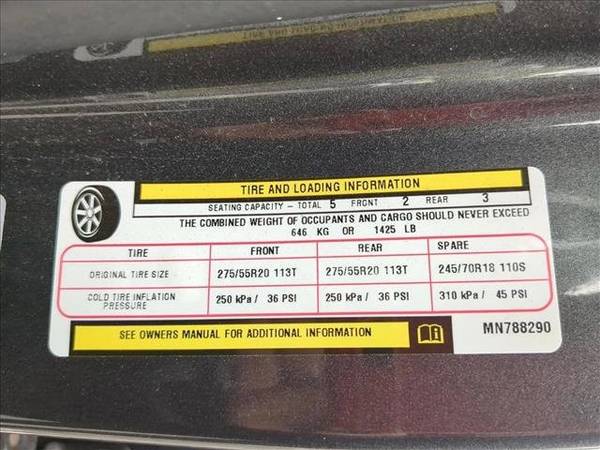 TIRE AND LOADING INFORMATION
SEATING CAPACITY - TOTAL 5 FRONT 2 REAR 3
THE COMBINED WEIGHT OF OCCUPANTS AND CARGO SHOULD NEVER EXCEED
646 KG OR 1425 LB
TIRE FRONT REAR SPARE
ORIGINAL TIRE SIZE 275/55R20 113T 275/55R20 113T 245/70R18 110S
COLD TIRE INFLATION PRESSURE 250 kPa / 36 PSI 250 kPa / 36 PSI 310 kPa / 45 PSI
SEE OWNERS MANUAL FOR ADDITIONAL INFORMATION
MN788290